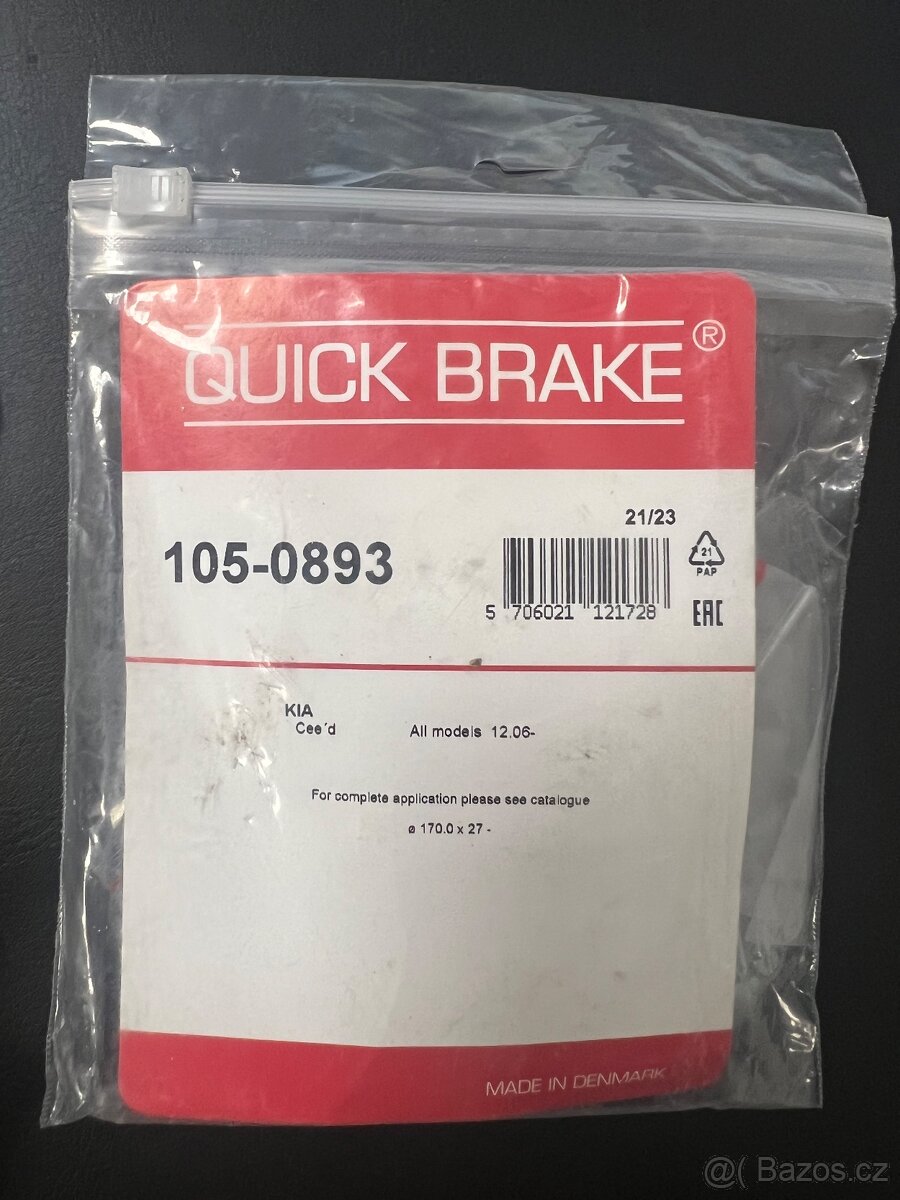 QUICK BRAKE®
21/23
105-0893
21
PAP
5 706021 121728
EAC
KIA
Cee´d All models 12.06-
For complete application please see catalogue
ø 170.0 x 27 -
MADE IN DENMARK
@( Bazos.cz